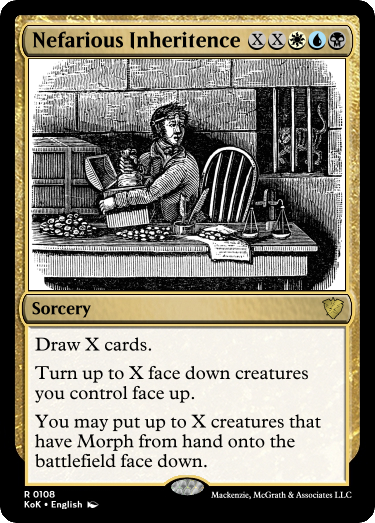 Nefarious Inheritence X X
Sorcery
Draw X cards.
Turn up to X face down creatures
you control face up.
You may put up to X creatures that
have Morph from hand onto the
battlefield face down.
R 0108
KoK • English
Mackenzie, McGrath & Associates LLC